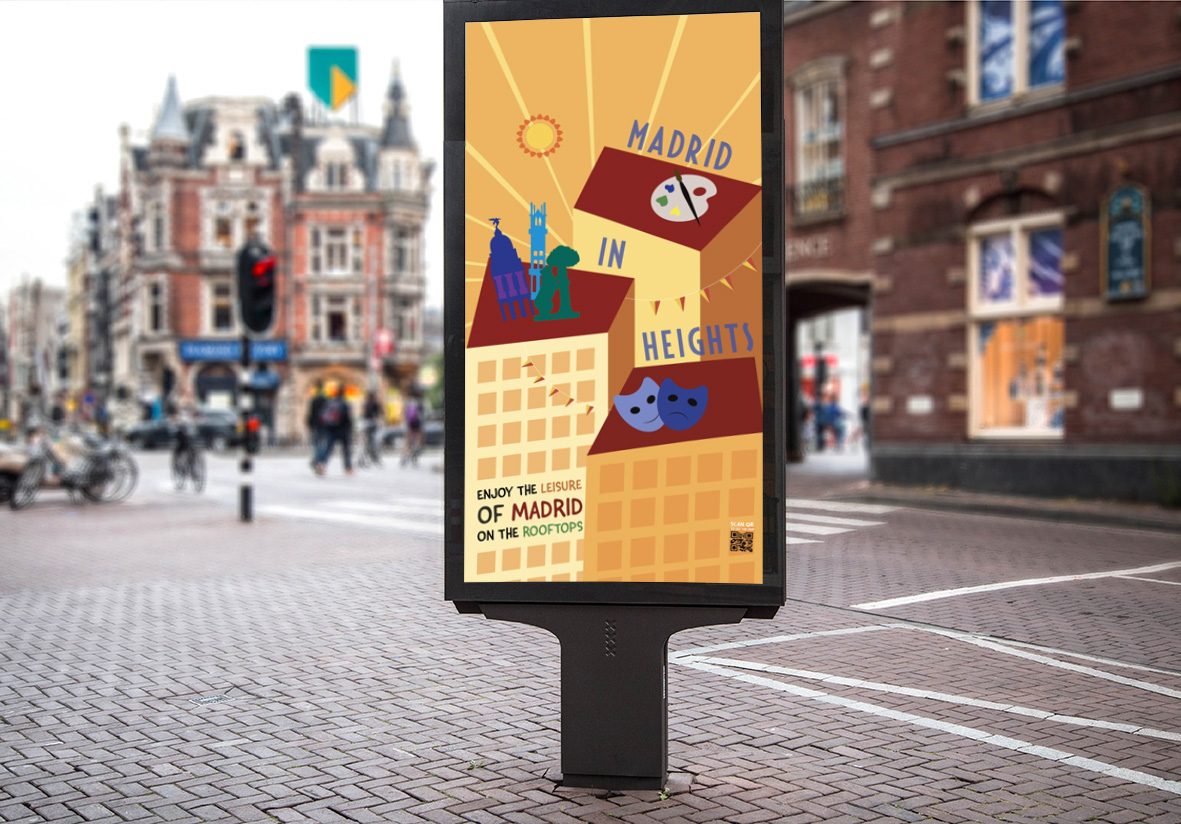 MADRID
IN
HEIGHTS
ENJOY THE LEISURE
OF MADRID
ON THE ROOFTOPS